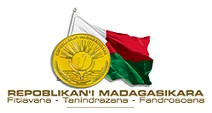 REPOBLIKAN'I MADAGASIKARA
Fitiavana - Tanindrazana - Fandrosoana